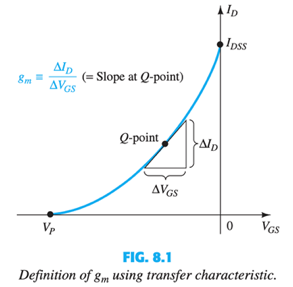 I_D
I_DSS
g_m ≡ ΔI_D / ΔV_GS (= Slope at Q-point)
Q-point
ΔI_D
ΔV_GS
V_P
0
V_GS
FIG. 8.1
Definition of g_m using transfer characteristic.